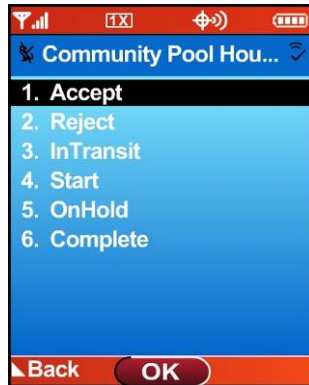 1X
Community Pool Hou...
1. Accept
2. Reject
3. InTransit
4. Start
5. OnHold
6. Complete
Back OK